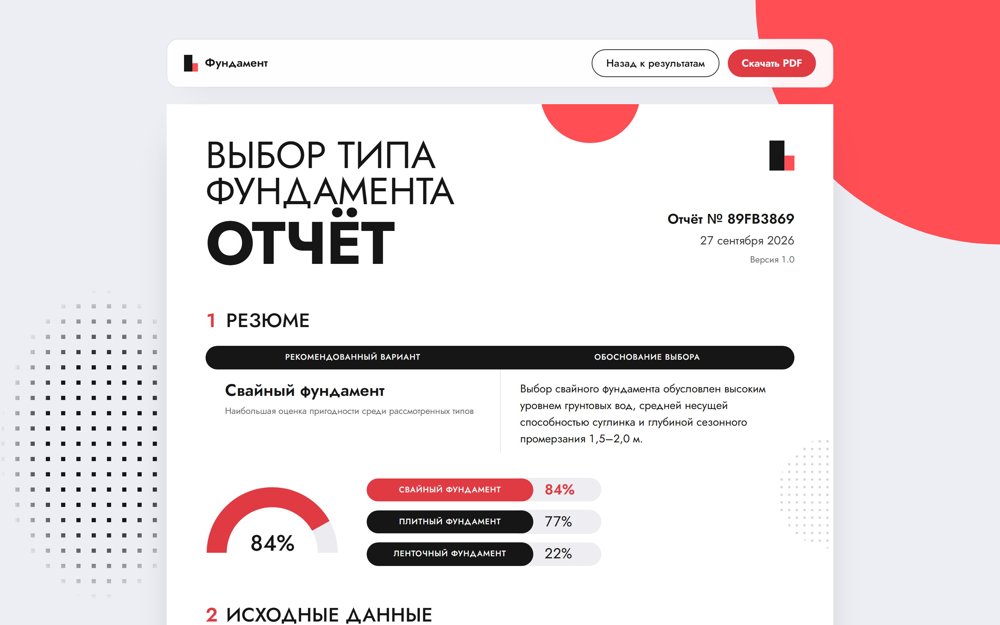 Фундамент
Назад к результатам
Скачать PDF
ВЫБОР ТИПА
ФУНДАМЕНТА
ОТЧЁТ
Отчёт № 89FB3869
27 сентября 2026
Версия 1.0
1 РЕЗЮМЕ
РЕКОМЕНДОВАННЫЙ ВАРИАНТ
ОБОСНОВАНИЕ ВЫБОРА
Свайный фундамент
Наибольшая оценка пригодности среди рассмотренных типов
Выбор свайного фундамента обусловлен высоким
уровнем грунтовых вод, средней несущей
способностью суглинка и глубиной сезонного
промерзания 1,5–2,0 м.
84%
СВАЙНЫЙ ФУНДАМЕНТ 84%
ПЛИТНЫЙ ФУНДАМЕНТ 77%
ЛЕНТОЧНЫЙ ФУНДАМЕНТ 22%
2 ИСХОДНЫЕ ДАННЫЕ